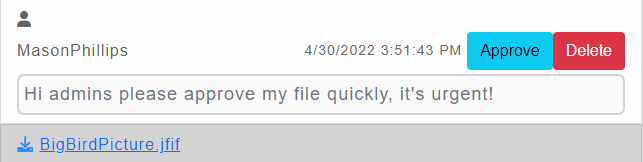 MasonPhillips 4/30/2022 3:51:43 PM Approve Delete
Hi admins please approve my file quickly, it's urgent!
BigBirdPicture.jfif